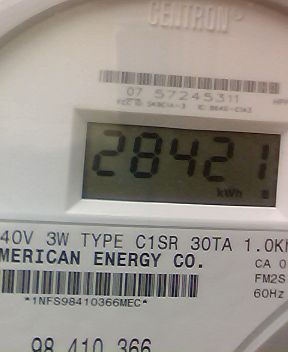 CENTRON®
07 57245311
28421
kWh
40V 3W TYPE C1SR 30TA 1.0K
MERICAN ENERGY CO.
CA 0
FM2S
60Hz
*1NFS98410366MEC*
98 410 366